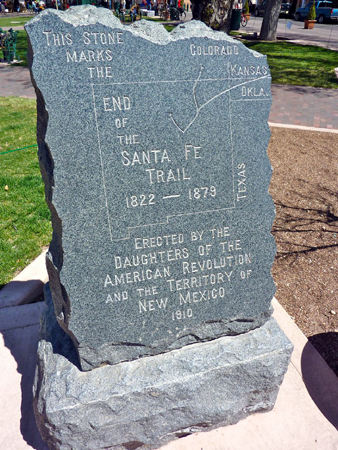 THIS STONE
MARKS
THE
COLORADO
KANSAS
OKLA.
END
OF
THE
SANTA FE
TRAIL
1822 — 1879
TEXAS
ERECTED BY THE
DAUGHTERS OF THE
AMERICAN REVOLUTION
AND THE TERRITORY OF
NEW MEXICO
1910